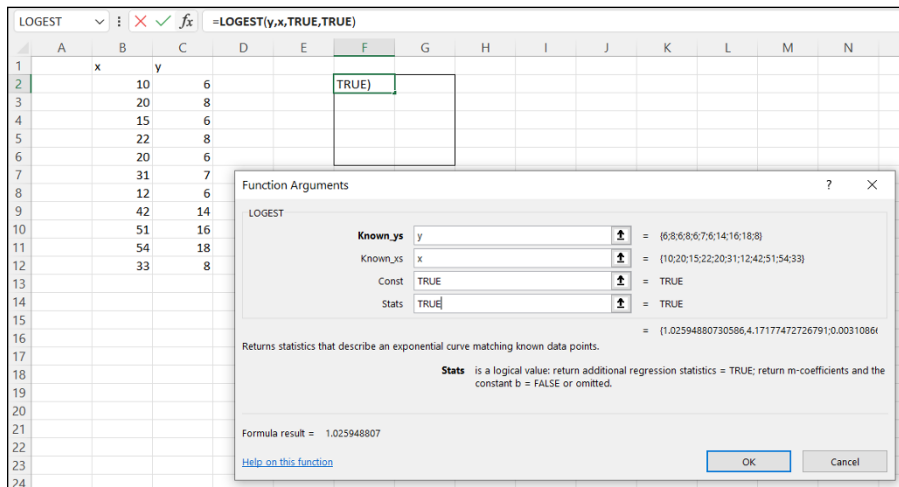 LOGEST =LOGEST(y,x,TRUE,TRUE)
A B C D E F G H I J K L M N
1 x y
2 10 6 TRUE)
3 20 8
4 15 6
5 22 8
6 20 6
7 31 7
8 12 6
9 42 14
10 51 16
11 54 18
12 33 8
13
14
15
16
17
18
19
20
21
22
23
24
Function Arguments ? ×
LOGEST
Known_ys y = {6;8;6;8;6;7;6;14;16;18;8}
Known_xs x = {10;20;15;22;20;31;12;42;51;54;33}
Const TRUE = TRUE
Stats TRUE = TRUE
= {1.02594880730586,4.17177472726791;0.0031086
Returns statistics that describe an exponential curve matching known data points.
Stats is a logical value: return additional regression statistics = TRUE; return m-coefficients and the
constant b = FALSE or omitted.
Formula result = 1.025948807
Help on this function OK Cancel